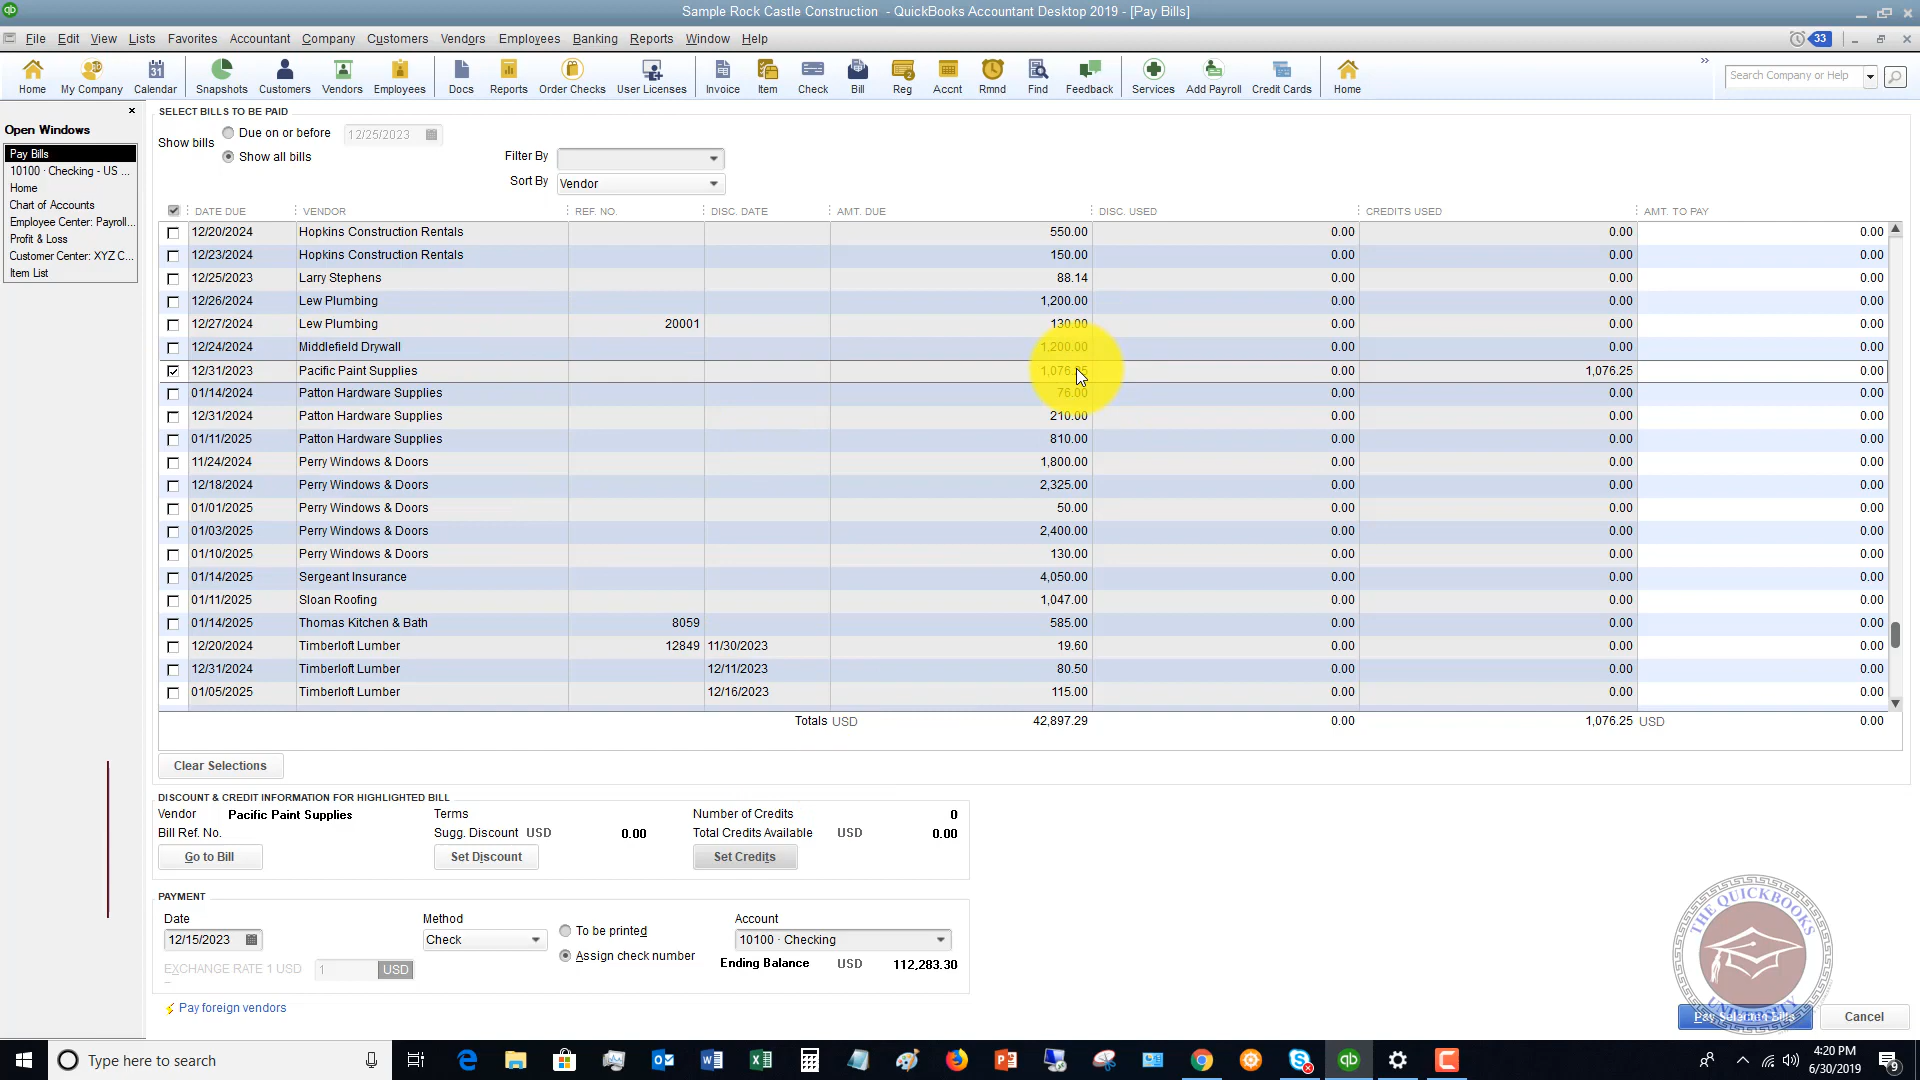 Sample Rock Castle Construction - QuickBooks Accountant Desktop 2019 - [Pay Bills]
File Edit View Lists Favorites Accountant Company Customers Vendors Employees Banking Reports Window Help
33
Home My Company Calendar Snapshots Customers Vendors Employees Docs Reports Order Checks User Licenses Invoice Item Check Bill Reg Accnt Rmnd Find Feedback Services Add Payroll Credit Cards Home
Search Company or Help
Open Windows
Pay Bills
10100 · Checking - US ...
Home
Chart of Accounts
Employee Center: Payroll...
Profit & Loss
Customer Center: XYZ C...
Item List
SELECT BILLS TO BE PAID
Show bills
Due on or before 12/25/2023
Show all bills
Filter By
Sort By Vendor
DATE DUE VENDOR REF. NO. DISC. DATE AMT. DUE DISC. USED CREDITS USED AMT. TO PAY
12/20/2024 Hopkins Construction Rentals 550.00 0.00 0.00 0.00
12/23/2024 Hopkins Construction Rentals 150.00 0.00 0.00 0.00
12/25/2023 Larry Stephens 88.14 0.00 0.00 0.00
12/26/2024 Lew Plumbing 1,200.00 0.00 0.00 0.00
12/27/2024 Lew Plumbing 20001 130.00 0.00 0.00 0.00
12/24/2024 Middlefield Drywall 1,200.00 0.00 0.00 0.00
12/31/2023 Pacific Paint Supplies 1,076.25 0.00 1,076.25 0.00
01/14/2024 Patton Hardware Supplies 76.00 0.00 0.00 0.00
12/31/2024 Patton Hardware Supplies 210.00 0.00 0.00 0.00
01/11/2025 Patton Hardware Supplies 810.00 0.00 0.00 0.00
11/24/2024 Perry Windows & Doors 1,800.00 0.00 0.00 0.00
12/18/2024 Perry Windows & Doors 2,325.00 0.00 0.00 0.00
01/01/2025 Perry Windows & Doors 50.00 0.00 0.00 0.00
01/03/2025 Perry Windows & Doors 2,400.00 0.00 0.00 0.00
01/10/2025 Perry Windows & Doors 130.00 0.00 0.00 0.00
01/14/2025 Sergeant Insurance 4,050.00 0.00 0.00 0.00
01/11/2025 Sloan Roofing 1,047.00 0.00 0.00 0.00
01/14/2025 Thomas Kitchen & Bath 8059 585.00 0.00 0.00 0.00
12/20/2024 Timberloft Lumber 12849 11/30/2023 19.60 0.00 0.00 0.00
12/31/2024 Timberloft Lumber 12/11/2023 80.50 0.00 0.00 0.00
01/05/2025 Timberloft Lumber 12/16/2023 115.00 0.00 0.00 0.00
Totals USD 42,897.29 0.00 1,076.25 USD 0.00
Clear Selections
DISCOUNT & CREDIT INFORMATION FOR HIGHLIGHTED BILL
Vendor Pacific Paint Supplies Terms Number of Credits 0
Bill Ref. No. Sugg. Discount USD 0.00 Total Credits Available USD 0.00
Go to Bill Set Discount Set Credits
PAYMENT
Date Method Account
12/15/2023 Check To be printed 10100 · Checking
Assign check number
Ending Balance USD 112,283.30
EXCHANGE RATE 1 USD 1 USD
Pay foreign vendors
THE QUICKBOOKS UNIVERSITY
Pay Selected Bills Cancel
Type here to search
4:20 PM
6/30/2019
9